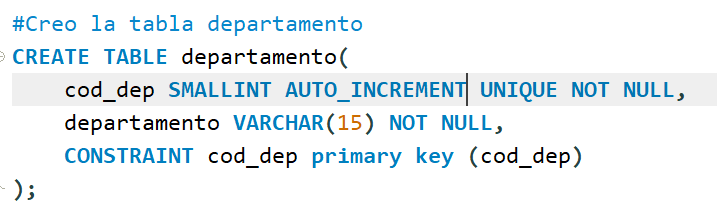 #Creo la tabla departamento
CREATE TABLE departamento(
cod_dep SMALLINT AUTO_INCREMENT UNIQUE NOT NULL,
departamento VARCHAR(15) NOT NULL,
CONSTRAINT cod_dep primary key (cod_dep)
);